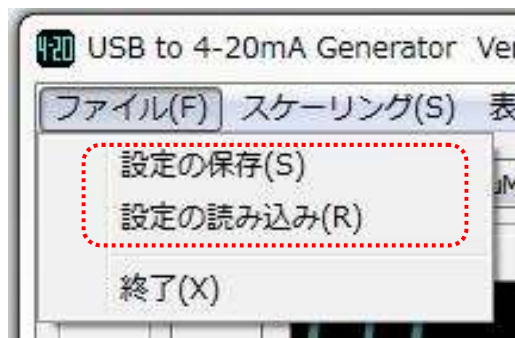 4-20 USB to 4-20mA Generator Ver
ファイル(F) スケーリング(S) 表
設定の保存(S)
設定の読み込み(R)
終了(X)